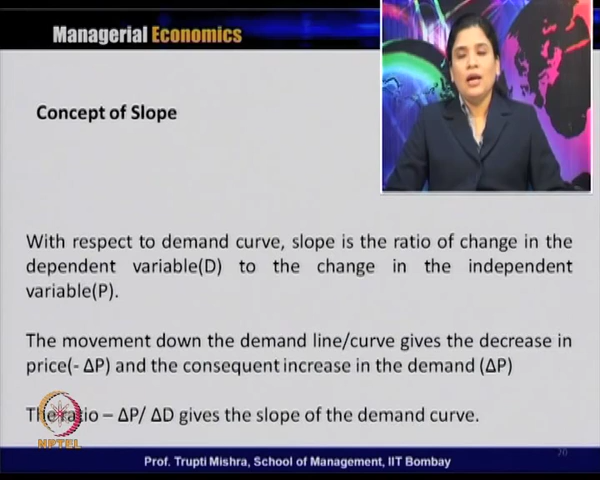 Managerial Economics
Concept of Slope
With respect to demand curve, slope is the ratio of change in the
dependent variable(D) to the change in the independent
variable(P).
The movement down the demand line/curve gives the decrease in
price(- ΔP) and the consequent increase in the demand (ΔP)
The ratio – ΔP/ ΔD gives the slope of the demand curve.
NPTEL
Prof. Trupti Mishra, School of Management, IIT Bombay
20